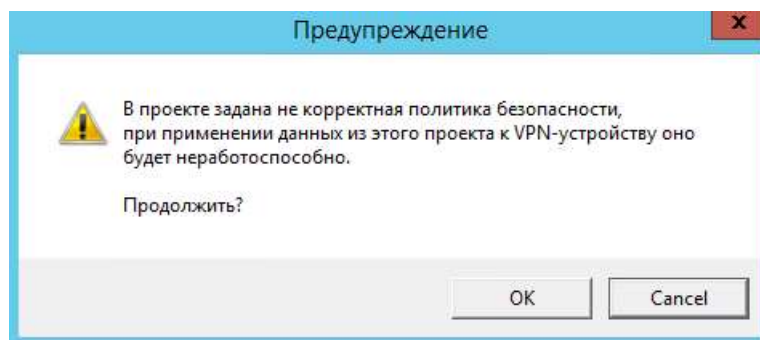 Предупреждение
x
В проекте задана не корректная политика безопасности,
при применении данных из этого проекта к VPN-устройству оно
будет неработоспособно.
Продолжить?
OK
Cancel